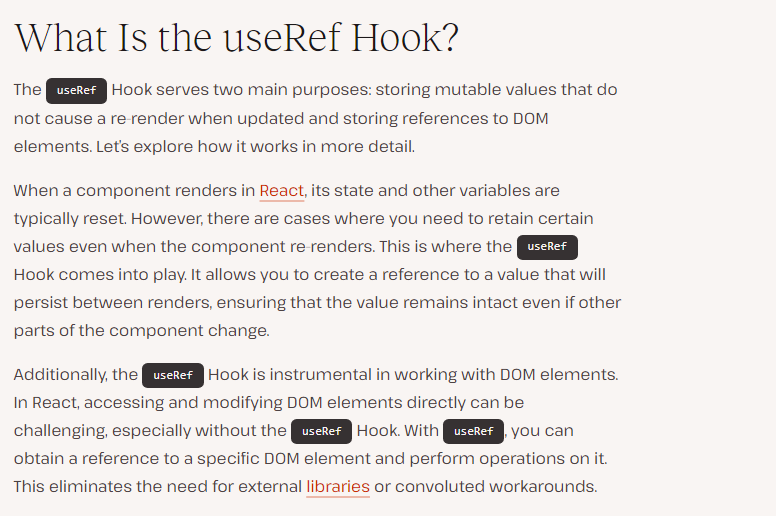 What Is the useRef Hook?
The useRef Hook serves two main purposes: storing mutable values that do
not cause a re-render when updated and storing references to DOM
elements. Let's explore how it works in more detail.
When a component renders in React, its state and other variables are
typically reset. However, there are cases where you need to retain certain
values even when the component re-renders. This is where the useRef
Hook comes into play. It allows you to create a reference to a value that will
persist between renders, ensuring that the value remains intact even if other
parts of the component change.
Additionally, the useRef Hook is instrumental in working with DOM elements.
In React, accessing and modifying DOM elements directly can be
challenging, especially without the useRef Hook. With useRef, you can
obtain a reference to a specific DOM element and perform operations on it.
This eliminates the need for external libraries or convoluted workarounds.